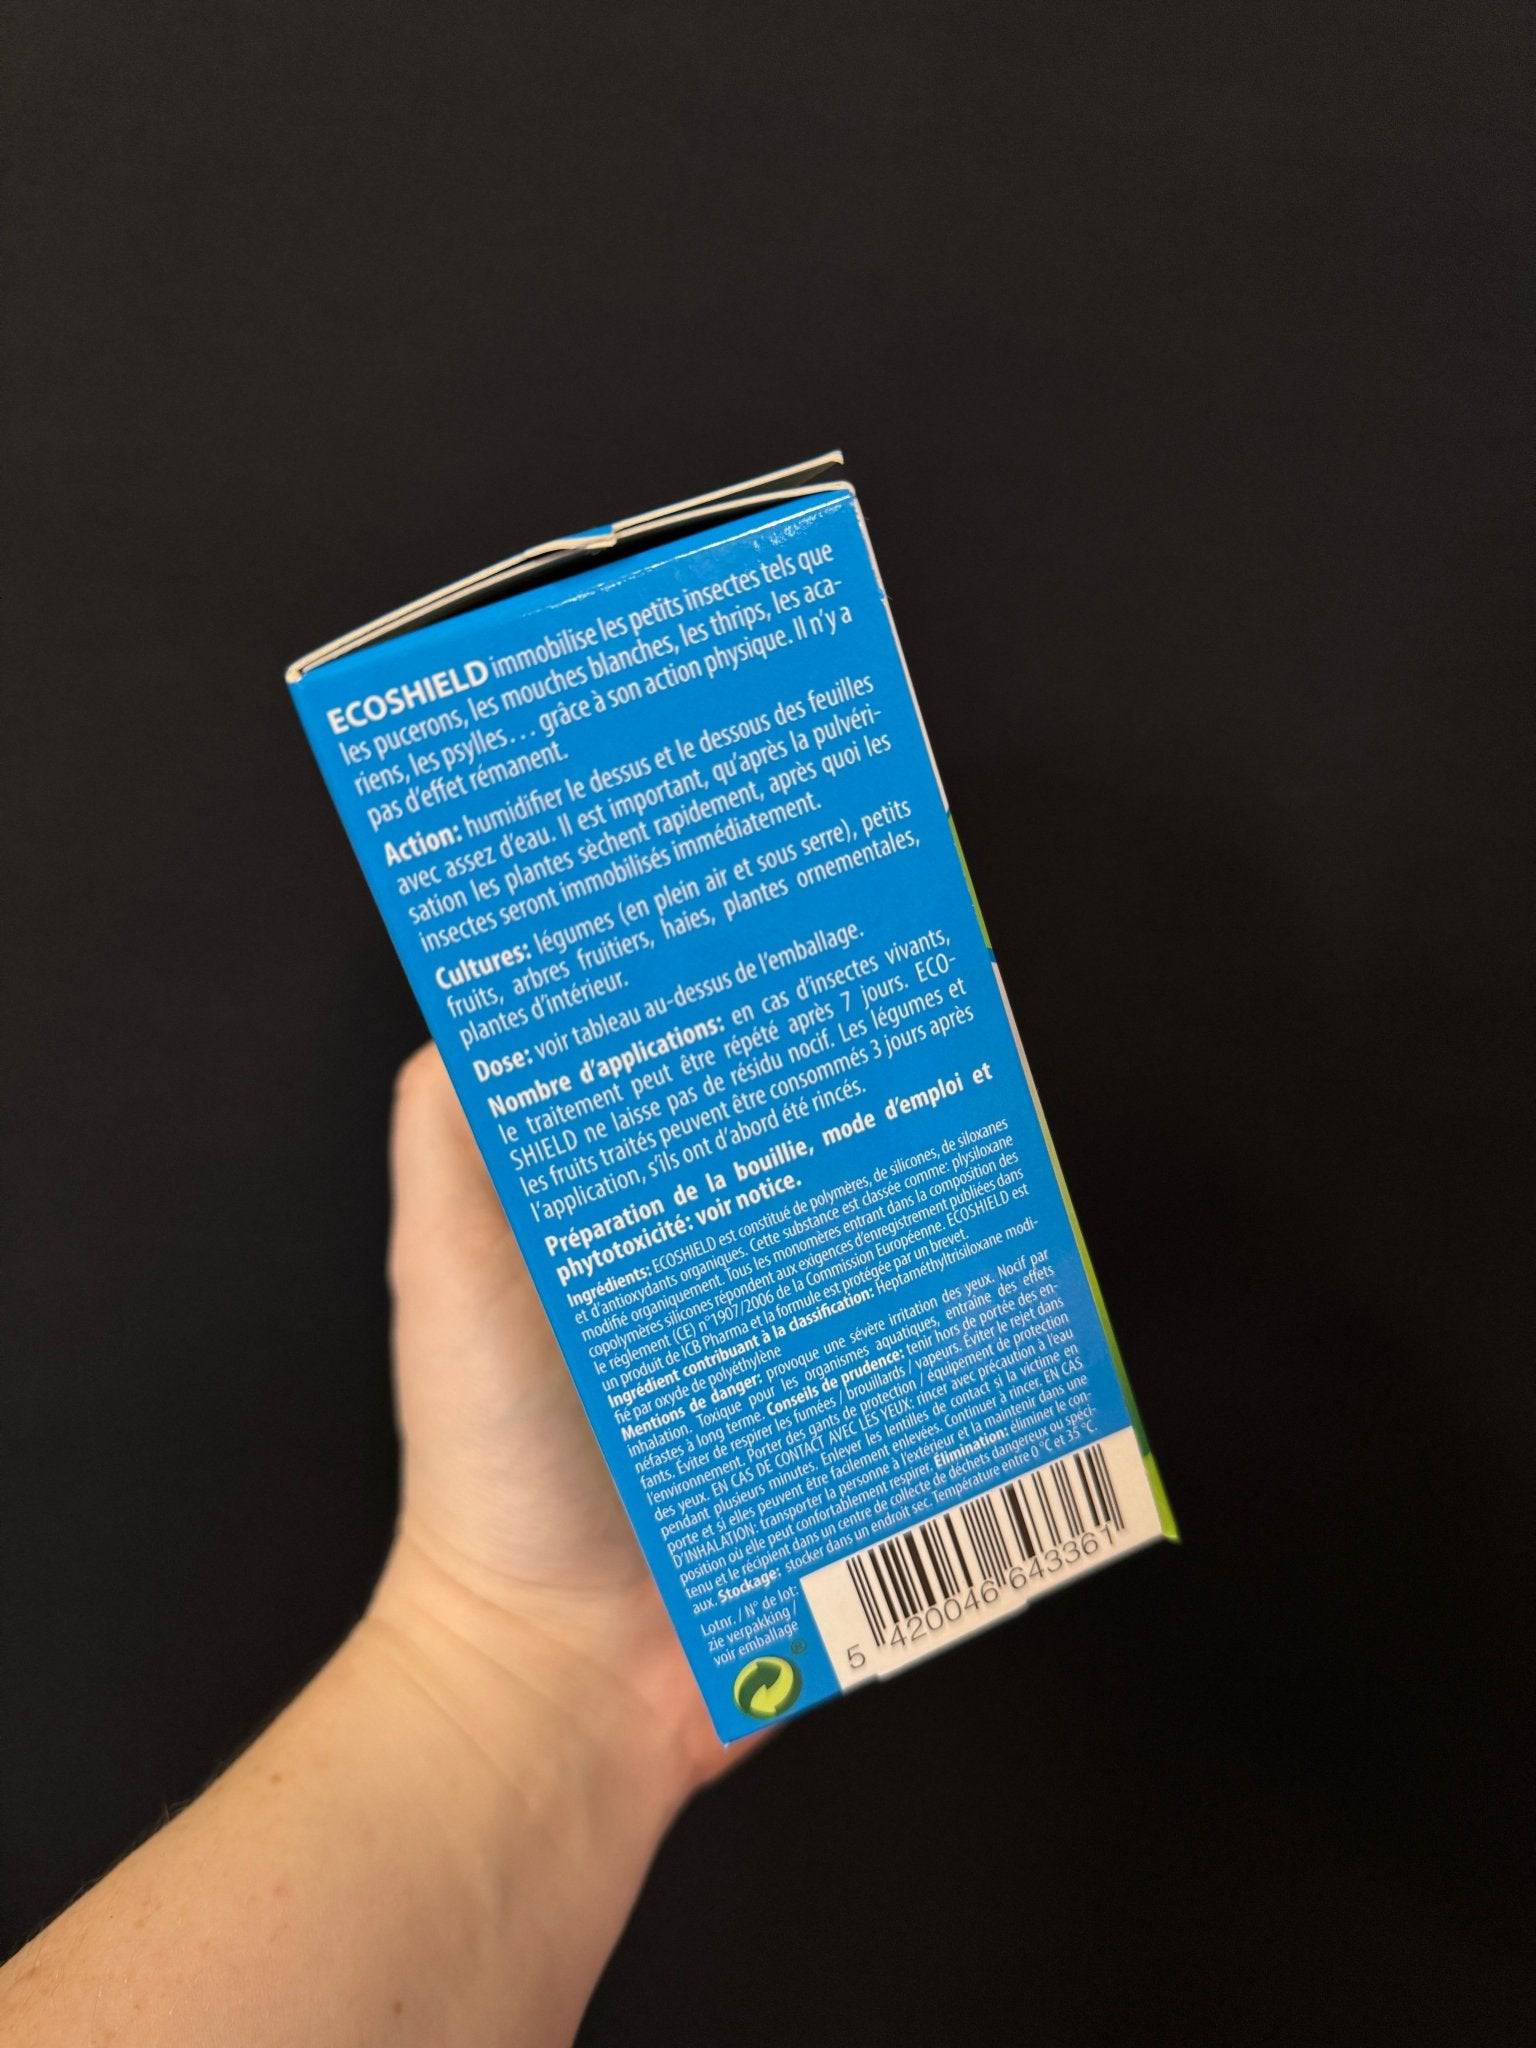 ECOSHIELD immobilise les petits insectes tels que
les pucerons, les mouches blanches, les thrips, les aca-
riens, les psylles... grâce à son action physique. Il n'y a
pas d'effet rémanent.
Action: humidifier le dessus et le dessous des feuilles
avec assez d'eau. Il est important, qu'après la pulvéri-
sation les plantes sèchent rapidement, après quoi les
insectes seront immobilisés immédiatement.
Cultures: légumes (en plein air et sous serre), petits
fruits, arbres fruitiers, haies, plantes ornementales,
plantes d'intérieur.
Dose: voir tableau au-dessus de l'emballage.
Nombre d'applications: en cas d'insectes vivants,
le traitement peut être répété après 7 jours. ECO-
SHIELD ne laisse pas de résidu nocif. Les légumes et
les fruits traités peuvent être consommés 3 jours après
l'application, s'ils ont d'abord été rincés.
Préparation de la bouillie, mode d'emploi et
phytotoxicité: voir notice.
Ingrédients: ECOSHIELD est constitué de polymères, de silicones, de siloxanes
et d'antioxydants organiques. Cette substance est classée comme: plysiloxane
modifié organiquement. Tous les monomères entrant dans la composition des
copolymères silicones répondent aux exigences d'enregistrement publiées dans
le réglement (CE) n°1907/2006 de la Commission Européenne. ECOSHIELD est
un produit de ICB Pharma et la formule est protégée par un brevet.
Ingrédient contribuant à la classification: Heptaméthyltrisiloxane modi-
fié par oxyde de polyéthylène
Mentions de danger: provoque une sévère irritation des yeux. Nocif par
inhalation. Toxique pour les organismes aquatiques, entraîne des effets
néfastes à long terme. Conseils de prudence: tenir hors de portée des en-
fants. Éviter de respirer les fumées / brouillards / vapeurs. Éviter le rejet dans
l'environnement. Porter des gants de protection / équipement de protection
des yeux. EN CAS DE CONTACT AVEC LES YEUX: rincer avec précaution à l'eau
pendant plusieurs minutes. Enlever les lentilles de contact si la victime en
porte et si elles peuvent être facilement enlevées. Continuer à rincer. EN CAS
D'INHALATION: transporter la personne à l'extérieur et la maintenir dans une
position où elle peut confortablement respirer. Élimination: éliminer le con-
tenu et le récipient dans un centre de collecte de déchets dangereux ou spéci-
aux. Stockage: stocker dans un endroit sec. Température entre 0 °C et 35 °C.
Lotnr. / N° de lot:
zie verpakking /
voir emballage
5 420046 643361